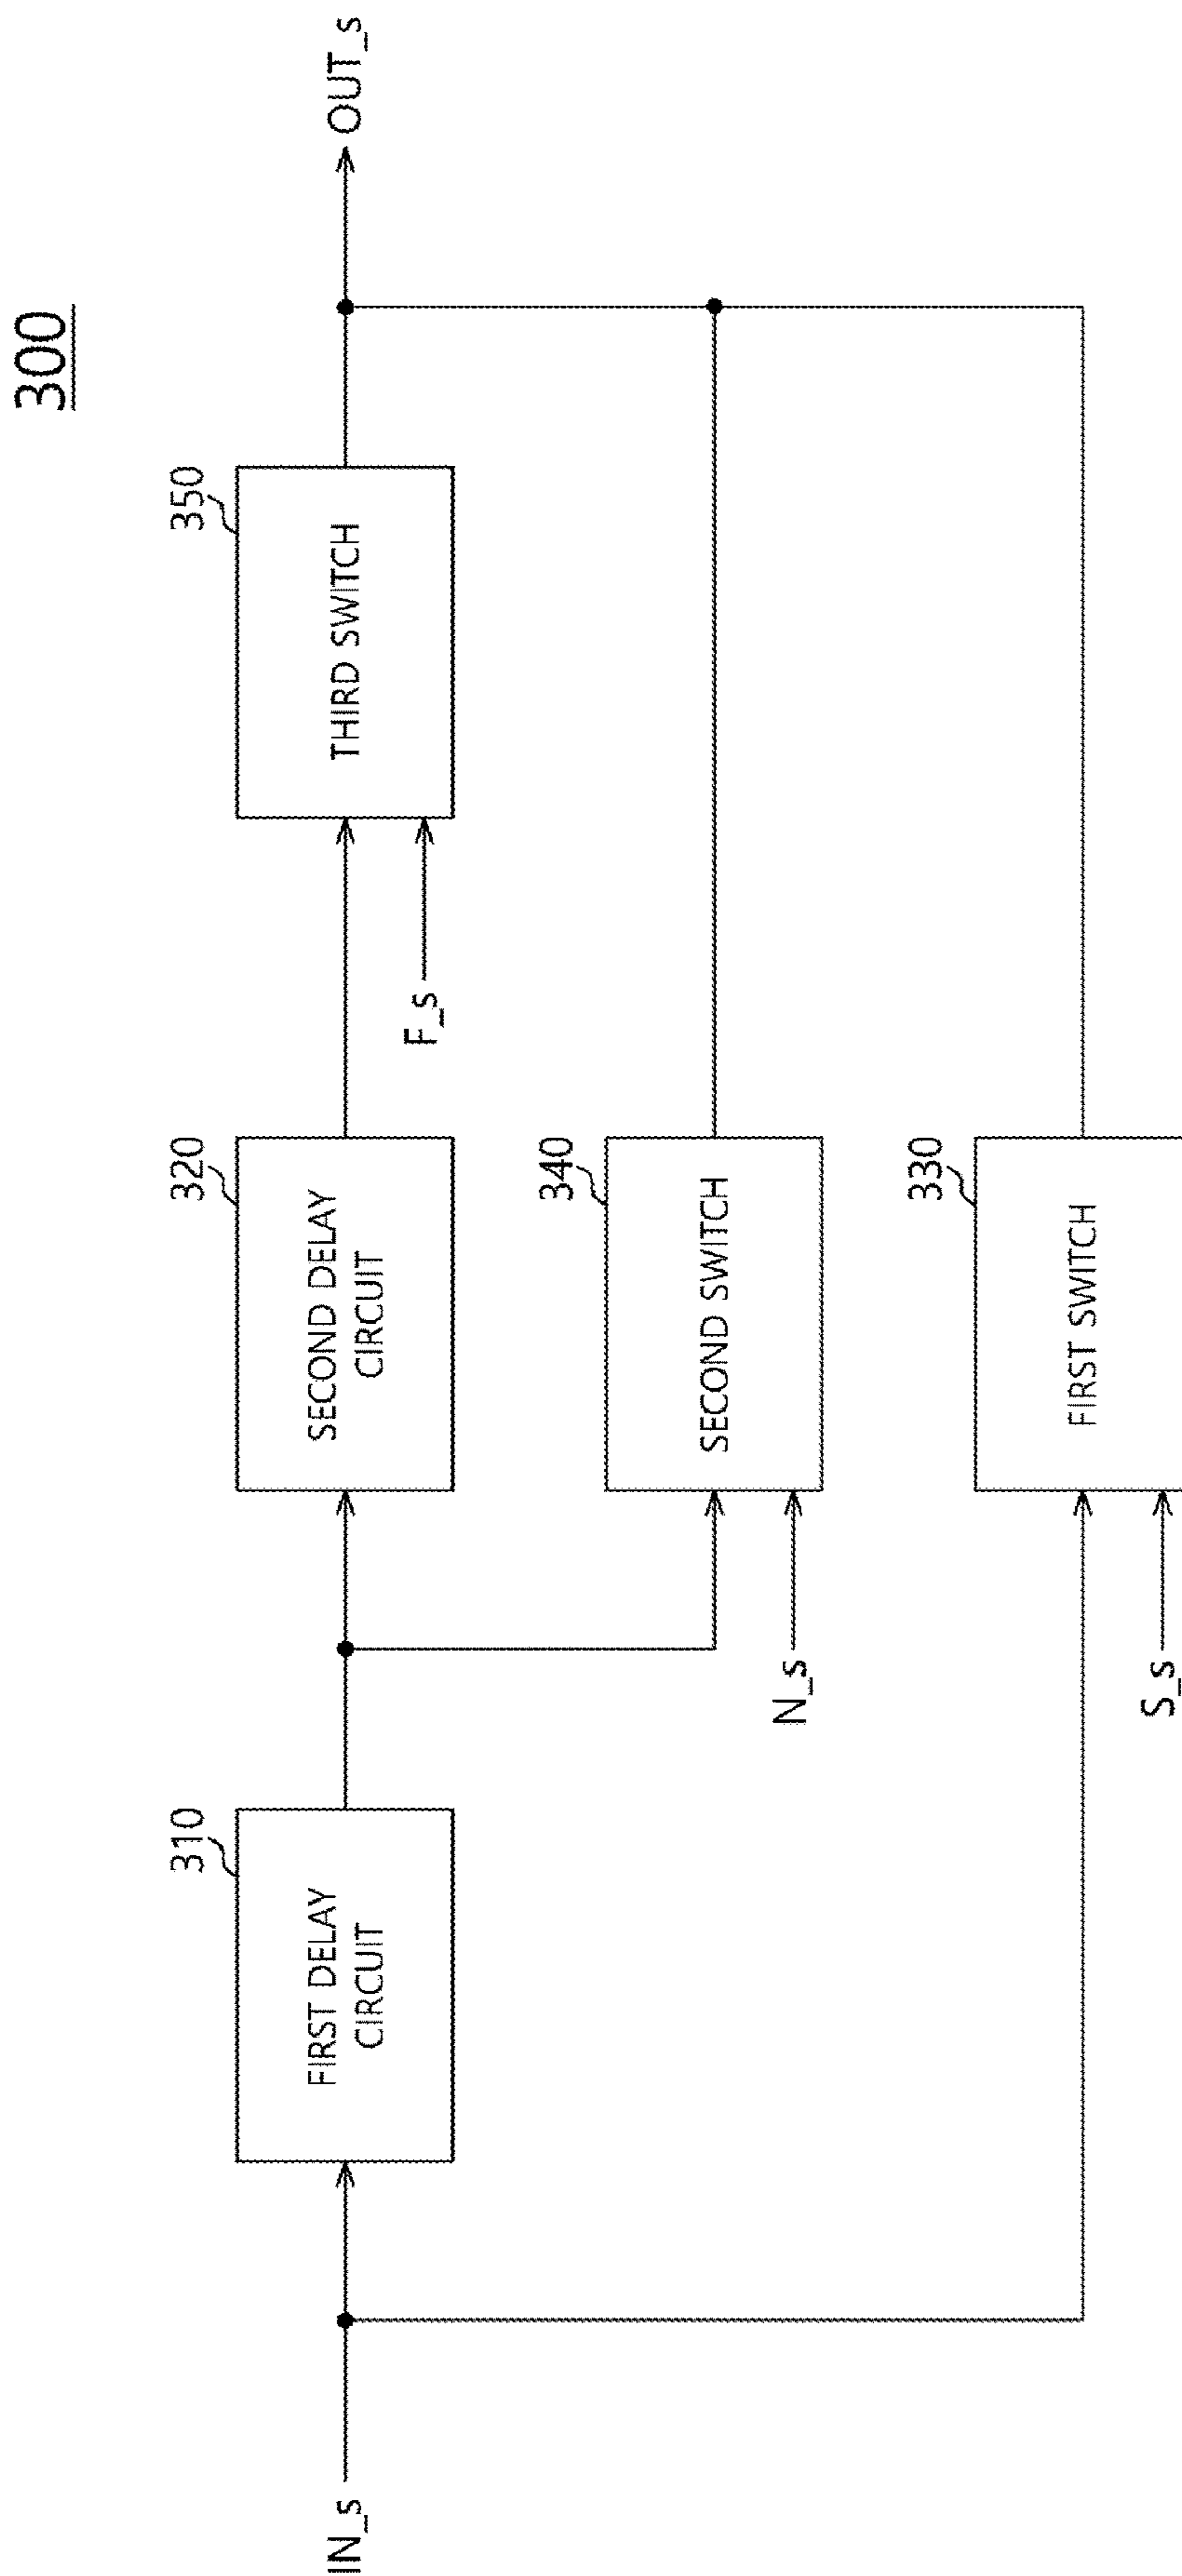 300
310
FIRST DELAY
CIRCUIT
320
SECOND DELAY
CIRCUIT
350
THIRD SWITCH
IN_s
OUT_s
F_s
340
SECOND SWITCH
N_s
330
FIRST SWITCH
S_s